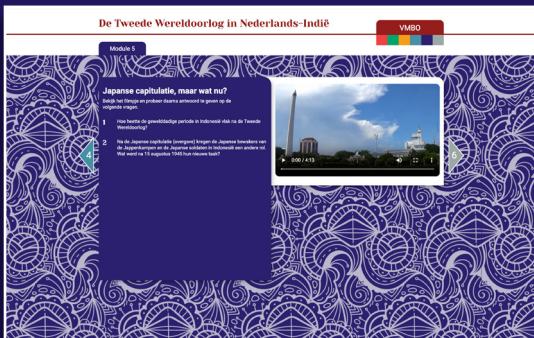 De Tweede Wereldoorlog in Nederlands-Indië
VMBO
Module 5
Japanse capitulatie, maar wat nu?
Bekijk het filmpje en probeer daarna antwoord te geven op de
volgende vragen.
1 Hoe heette de gewelddadige periode in Indonesië vlak na de Tweede
Wereldoorlog?
2 Na de Japanse capitulatie (overgave) kregen de Japanse bewakers van
de Jappenkampen en de Japanse soldaten in Indonesië een andere rol.
Wat werd na 15 augustus 1945 hun nieuwe taak?
4
0:00 / 4:13
6